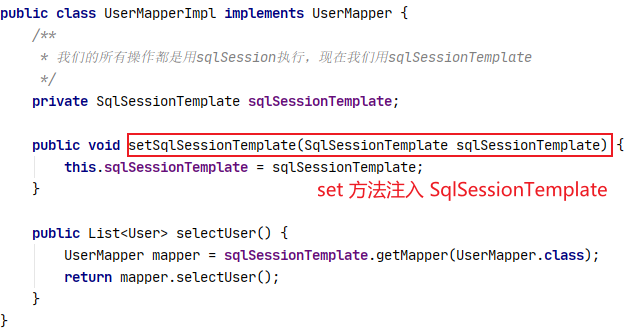 public class UserMapperImpl implements UserMapper {
/**
* 我们的所有操作都是用sqlSession执行，现在我们用sqlSessionTemplate
*/
private SqlSessionTemplate sqlSessionTemplate;
public void setSqlSessionTemplate(SqlSessionTemplate sqlSessionTemplate) {
this.sqlSessionTemplate = sqlSessionTemplate;
}
set 方法注入 SqlSessionTemplate
public List<User> selectUser() {
UserMapper mapper = sqlSessionTemplate.getMapper(UserMapper.class);
return mapper.selectUser();
}
}